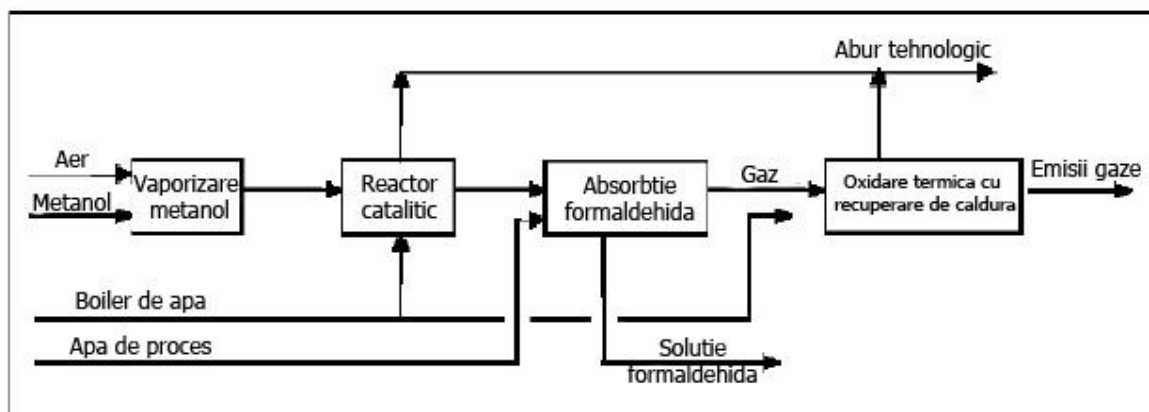 Abur tehnologic
Aer
Metanol
Vaporizare
metanol
Reactor
catalitic
Absorbtie
formaldehida
Gaz
Oxidare termica cu
recuperare de caldura
Emisii gaze
Boiler de apa
Apa de proces
Solutie
formaldehida